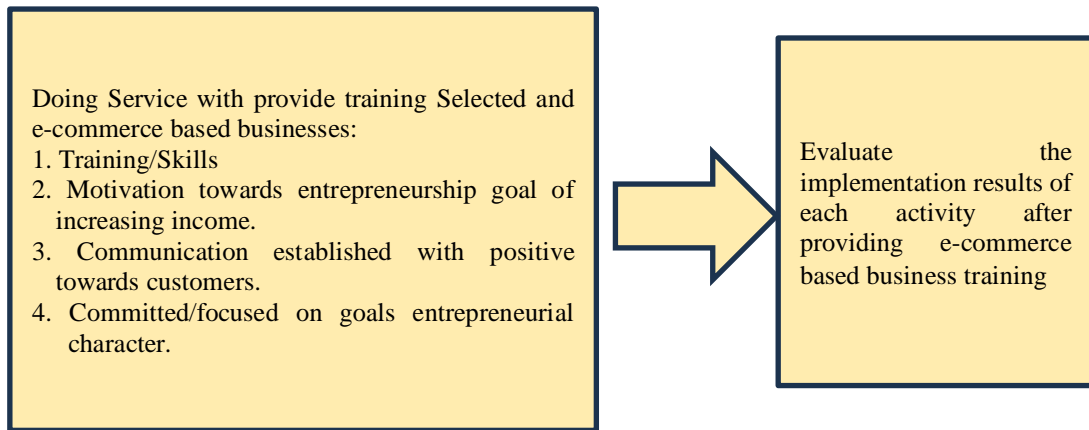 Doing Service with provide training Selected and
e-commerce based businesses:
1. Training/Skills
2. Motivation towards entrepreneurship goal of
increasing income.
3. Communication established with positive
towards customers.
4. Committed/focused on goals entrepreneurial
character.
Evaluate the
implementation results of
each activity after
providing e-commerce
based business training